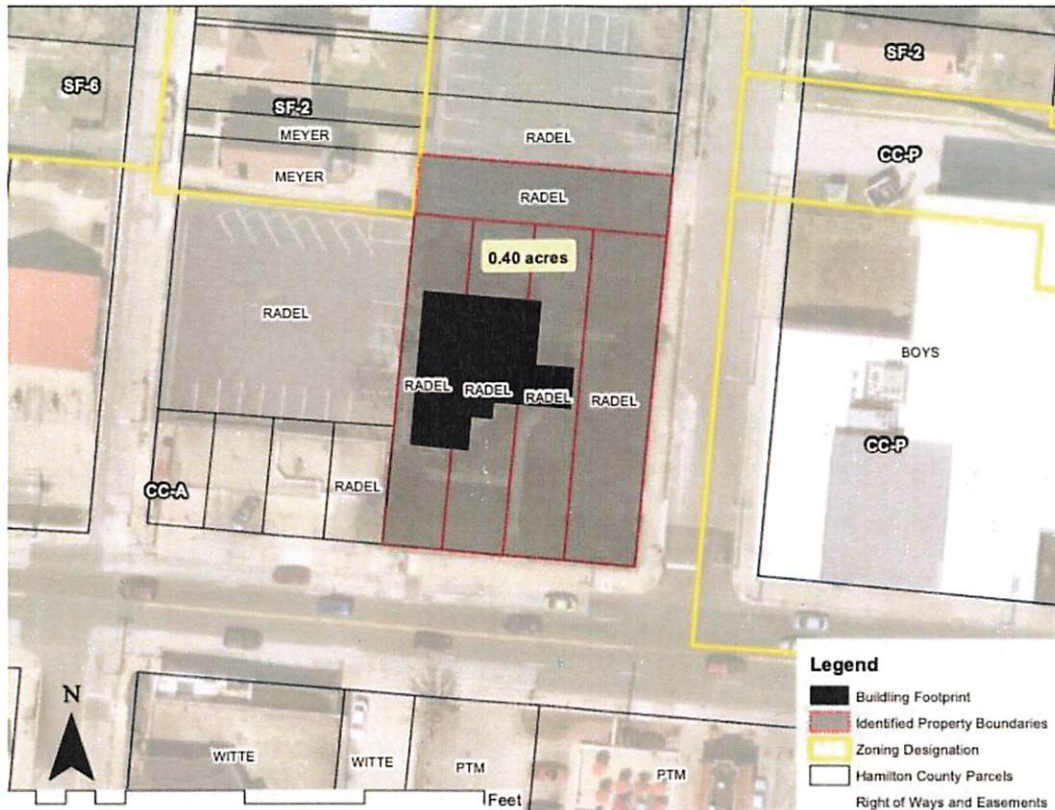 SF-6
SF-2
SF-2
MEYER
RADEL
CC-P
MEYER
RADEL
0.40 acres
RADEL
BOYS
RADEL
RADEL
RADEL
RADEL
CC-P
RADEL
CC-A
N
WITTE
WITTE
PTM
PTM
Feet
Legend
Buildling Footprint
Identified Property Boundaries
Zoning Designation
Hamilton County Parcels
Right of Ways and Easements